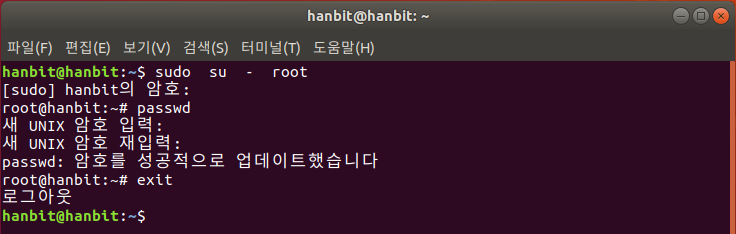 hanbit@hanbit: ~
파일(F) 편집(E) 보기(V) 검색(S) 터미널(T) 도움말(H)
hanbit@hanbit:~$ sudo  su  -  root
[sudo] hanbit의 암호:
root@hanbit:~# passwd
새 UNIX 암호 입력:
새 UNIX 암호 재입력:
passwd: 암호를 성공적으로 업데이트했습니다
root@hanbit:~# exit
로그아웃
hanbit@hanbit:~$